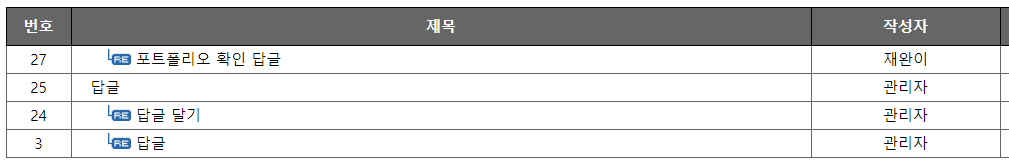 번호 제목 작성자
27 RE 포트폴리오 확인 답글 재완이
25 답글 관리자
24 RE 답글 달기 관리자
3 RE 답글 관리자